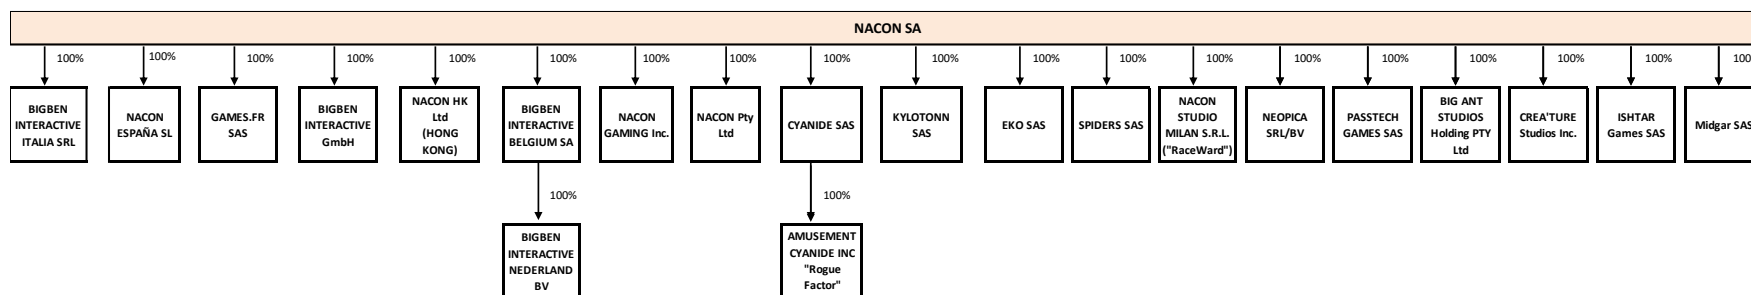 NACON SA
100% 100% 100% 100% 100% 100% 100% 100% 100% 100% 100% 100% 100% 100% 100% 100% 100% 100%
BIGBEN
INTERACTIVE
ITALIA SRL
NACON
ESPAÑA SL
GAMES.FR
SAS
BIGBEN
INTERACTIVE
GmbH
NACON HK
Ltd
(HONG
KONG)
BIGBEN
INTERACTIVE
BELGIUM SA
NACON
GAMING Inc.
NACON Pty
Ltd
CYANIDE SAS
KYLOTONN
SAS
EKO SAS
SPIDERS SAS
NACON
STUDIO
MILAN S.R.L.
("RaceWard")
NEOPICA
SRL/BV
PASSTECH
GAMES SAS
BIG ANT
STUDIOS
Holding PTY
Ltd
CREA'TURE
Studios Inc.
ISHTAR
Games SAS
Midgar SAS
100%
100%
BIGBEN
INTERACTIVE
NEDERLAND
BV
AMUSEMENT
CYANIDE INC
"Rogue
Factor"